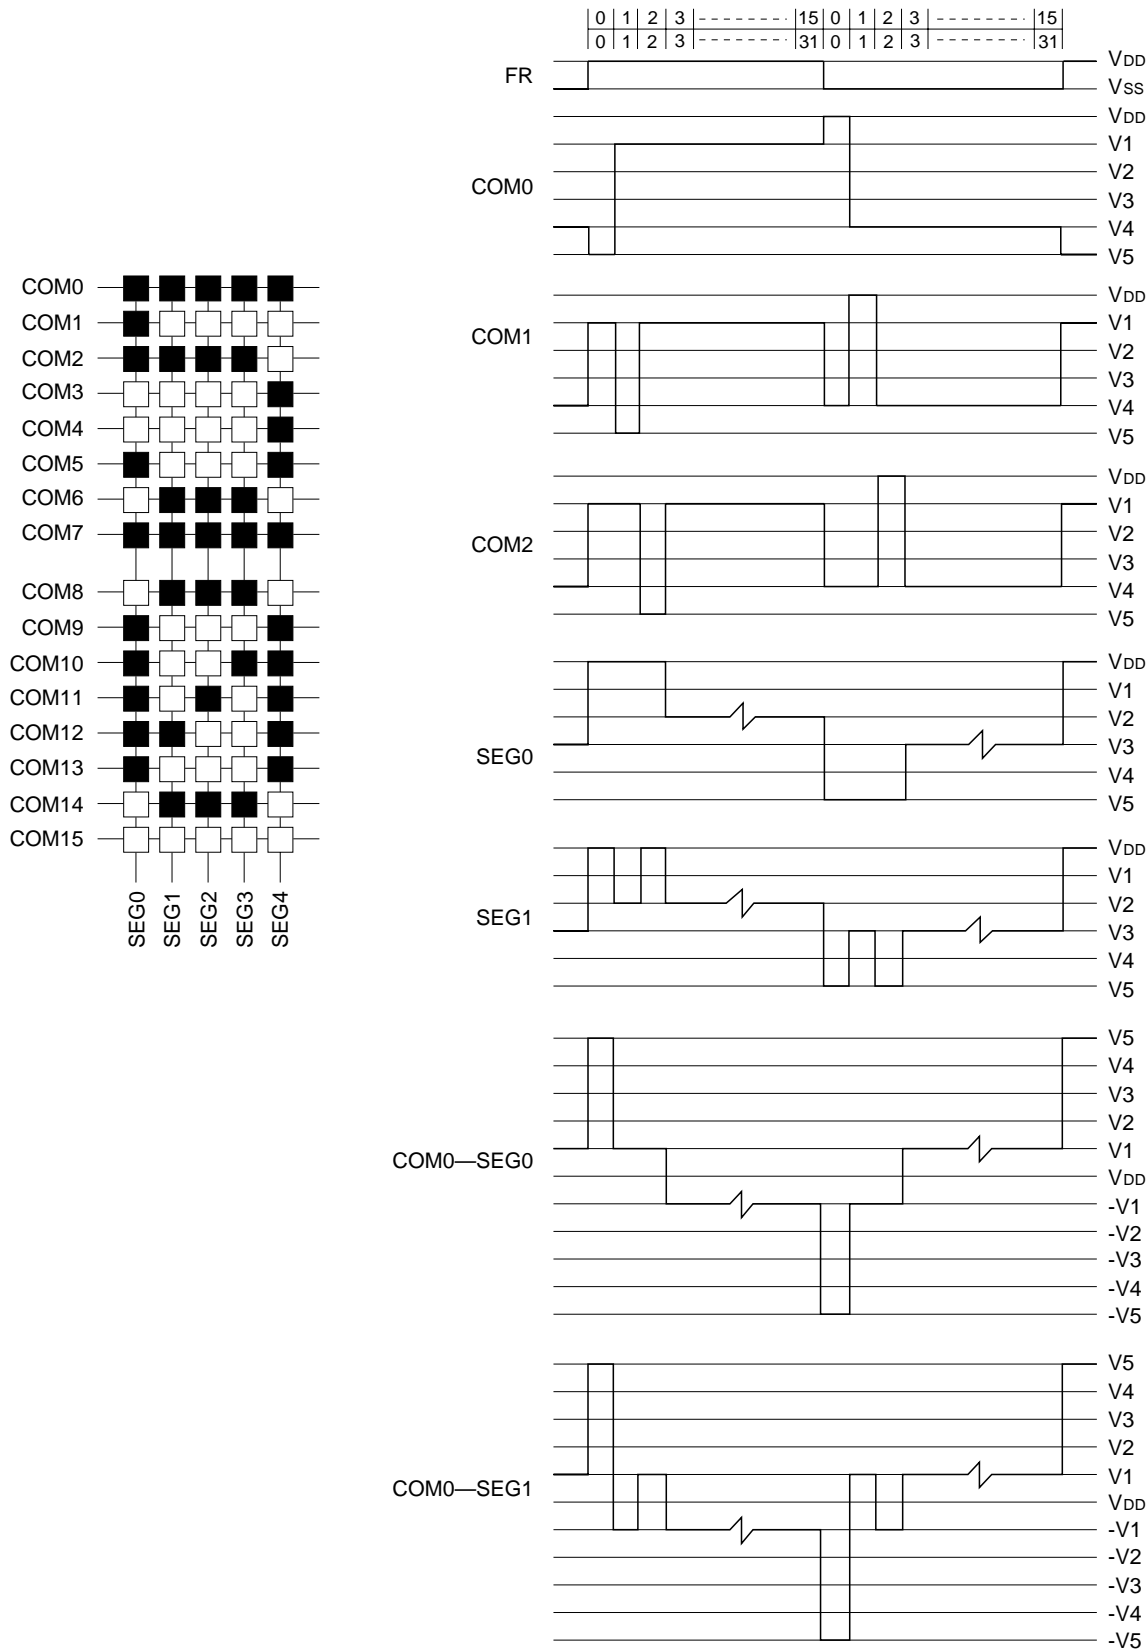 0 1 2 3 15 0 1 2 3 15
0 1 2 3 31 0 1 2 3 31
FR
VDD
VSS
COM0
VDD
V1
V2
V3
V4
V5
COM1
VDD
V1
V2
V3
V4
V5
COM2
VDD
V1
V2
V3
V4
V5
SEG0
VDD
V1
V2
V3
V4
V5
SEG1
VDD
V1
V2
V3
V4
V5
COM0—SEG0
V5
V4
V3
V2
V1
VDD
-V1
-V2
-V3
-V4
-V5
COM0—SEG1
V5
V4
V3
V2
V1
VDD
-V1
-V2
-V3
-V4
-V5
COM0
COM1
COM2
COM3
COM4
COM5
COM6
COM7
COM8
COM9
COM10
COM11
COM12
COM13
COM14
COM15
SEG0
SEG1
SEG2
SEG3
SEG4